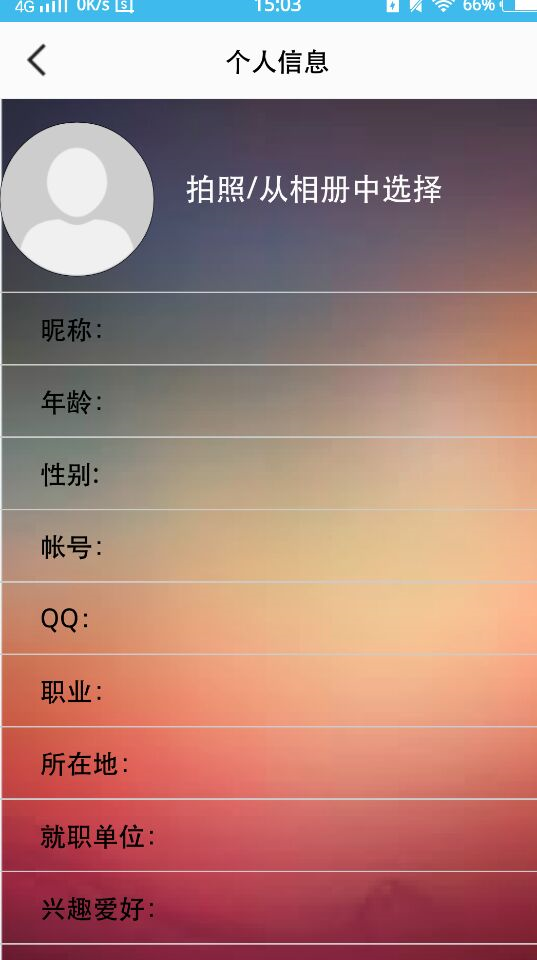 4G 0K/s 15:03 66%
个人信息
拍照/从相册中选择
昵称：
年龄：
性别:
帐号：
QQ：
职业：
所在地：
就职单位：
兴趣爱好：